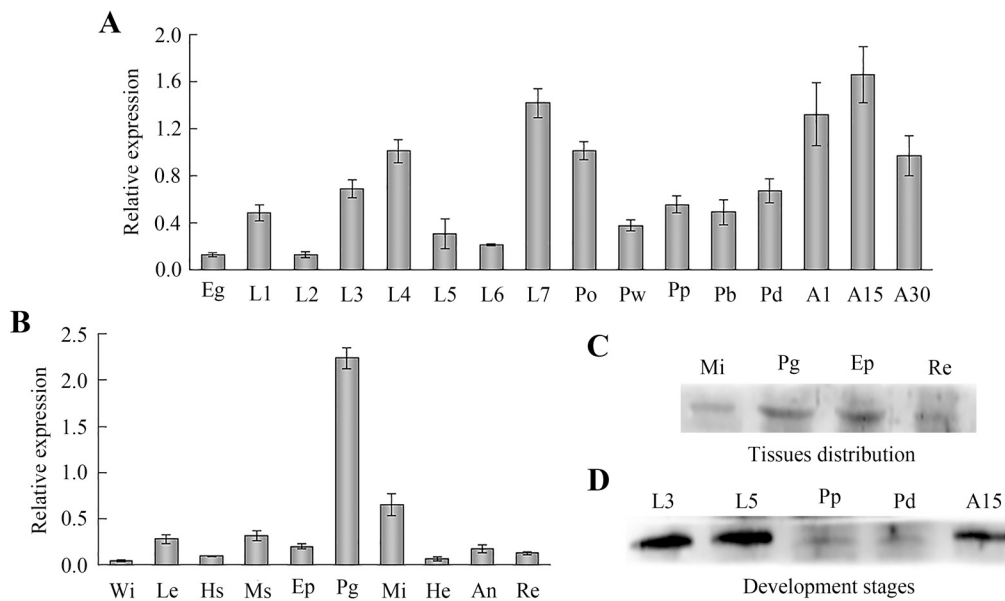 A
Relative expression
2.0
1.6
1.2
0.8
0.4
0.0
Eg L1 L2 L3 L4 L5 L6 L7 Po Pw Pp Pb Pd A1 A15 A30
B
Relative expression
2.5
2.0
1.5
1.0
0.5
0.0
Wi Le Hs Ms Ep Pg Mi He An Re
C
Mi Pg Ep Re
Tissues distribution
D
L3 L5 Pp Pd A15
Development stages